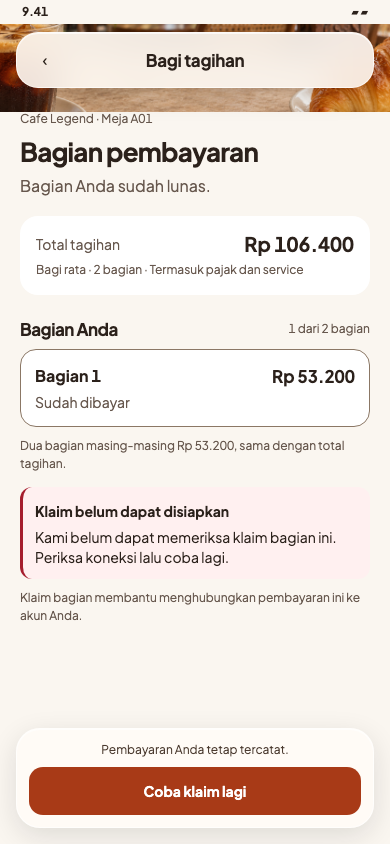 9.41
‹ Bagi tagihan
Cafe Legend · Meja A01
Bagian pembayaran
Bagian Anda sudah lunas.
Total tagihan Rp 106.400
Bagi rata · 2 bagian · Termasuk pajak dan service
Bagian Anda 1 dari 2 bagian
Bagian 1 Rp 53.200
Sudah dibayar
Dua bagian masing-masing Rp 53.200, sama dengan total
tagihan.
Klaim belum dapat disiapkan
Kami belum dapat memeriksa klaim bagian ini.
Periksa koneksi lalu coba lagi.
Klaim bagian membantu menghubungkan pembayaran ini ke
akun Anda.
Pembayaran Anda tetap tercatat.
Coba klaim lagi